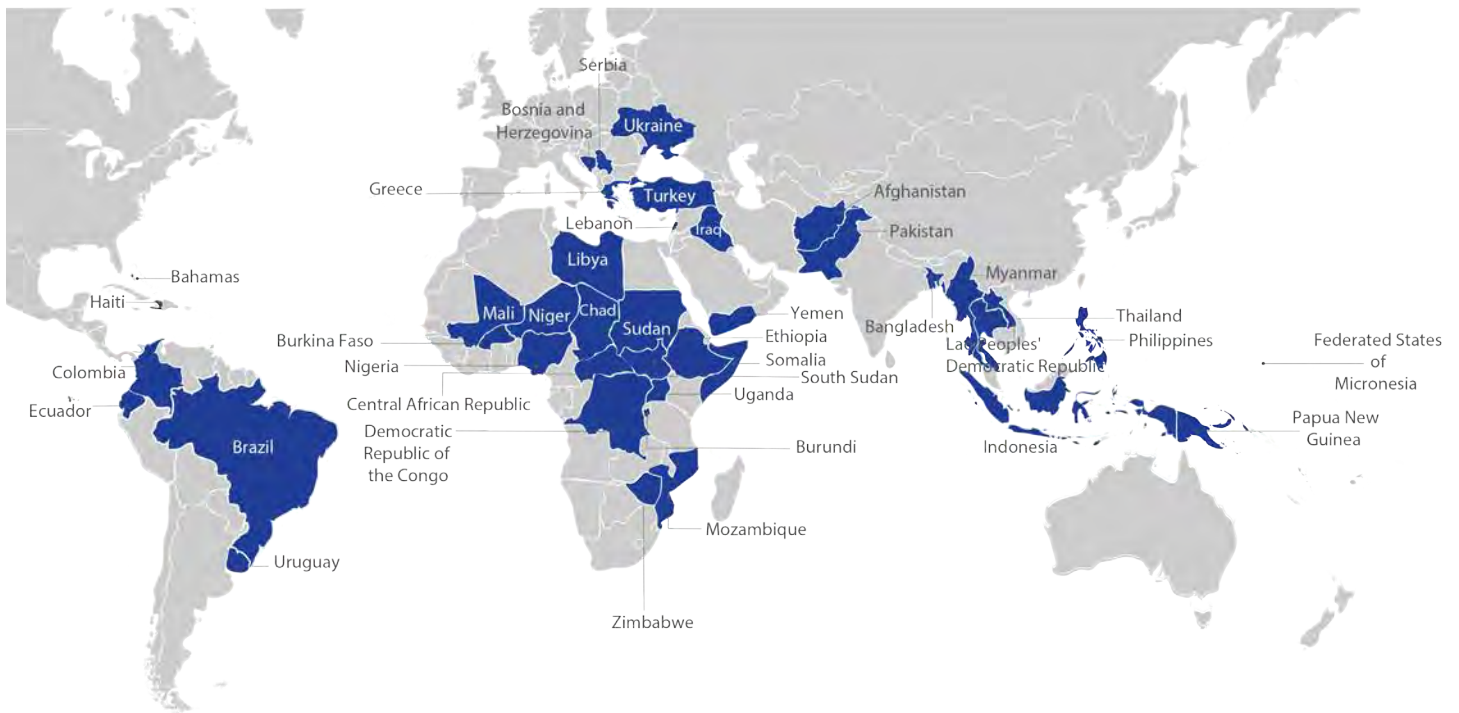 Serbia
Bosnia and
Herzegovina
Ukraine
Greece
Turkey
Afghanistan
Lebanon
Iraq
Pakistan
Libya
Bahamas
Myanmar
Haiti
Mali
Niger
Chad
Sudan
Yemen
Thailand
Bangladesh
Burkina Faso
Ethiopia
Philippines
Federated States
of
Micronesia
Lao Peoples'
Democratic Republic
Nigeria
Somalia
South Sudan
Colombia
Uganda
Ecuador
Central African Republic
Papua New
Guinea
Democratic
Republic of
the Congo
Brazil
Burundi
Indonesia
Mozambique
Uruguay
Zimbabwe